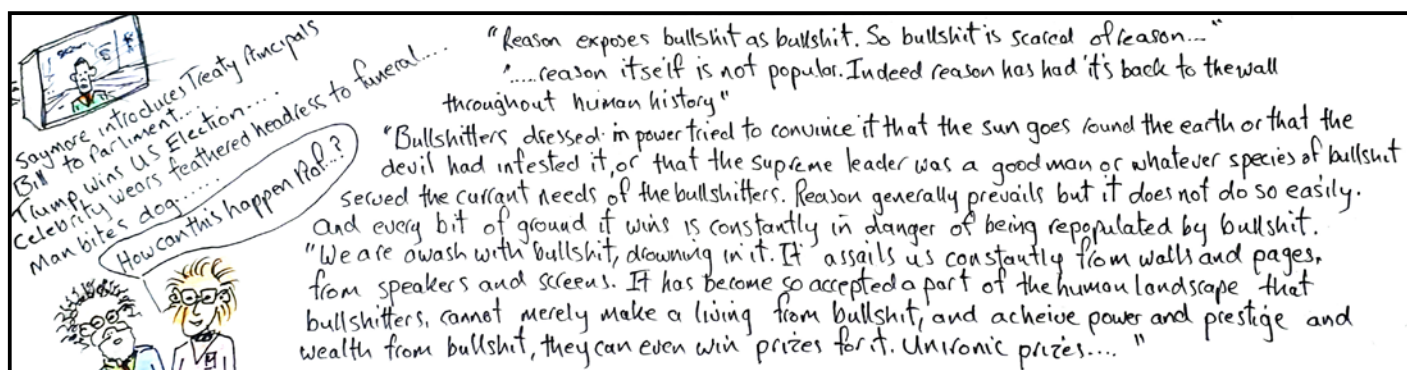 Saymore introduces Treaty Principals
Bill to Parliment...
Trump wins US Election.....
Celebrity wears feathered headress to funeral...
Man bites dog......
How can this happen Prof...?
"Reason exposes bullshit as bullshit. So bullshit is scared of reason..."
'.....reason itself is not popular. Indeed reason has had it's back to the wall
throughout human history"
"Bullshitters dressed in power tried to convince it that the sun goes round the earth or that the
devil had infested it, or that the supreme leader was a good man or whatever species of bullshit
served the currant needs of the bullshitters. Reason generally prevails but it does not do so easily.
And every bit of ground it wins is constantly in danger of being repopulated by bullshit.
"We are awash with bullshit, drowning in it. It assails us constantly from walls and pages,
from speakers and screens. It has become so accepted a part of the human landscape that
bullshitters, cannot merely make a living from bullshit, and acheive power and prestige and
wealth from bullshit, they can even win prizes for it. Unironic prizes.... "